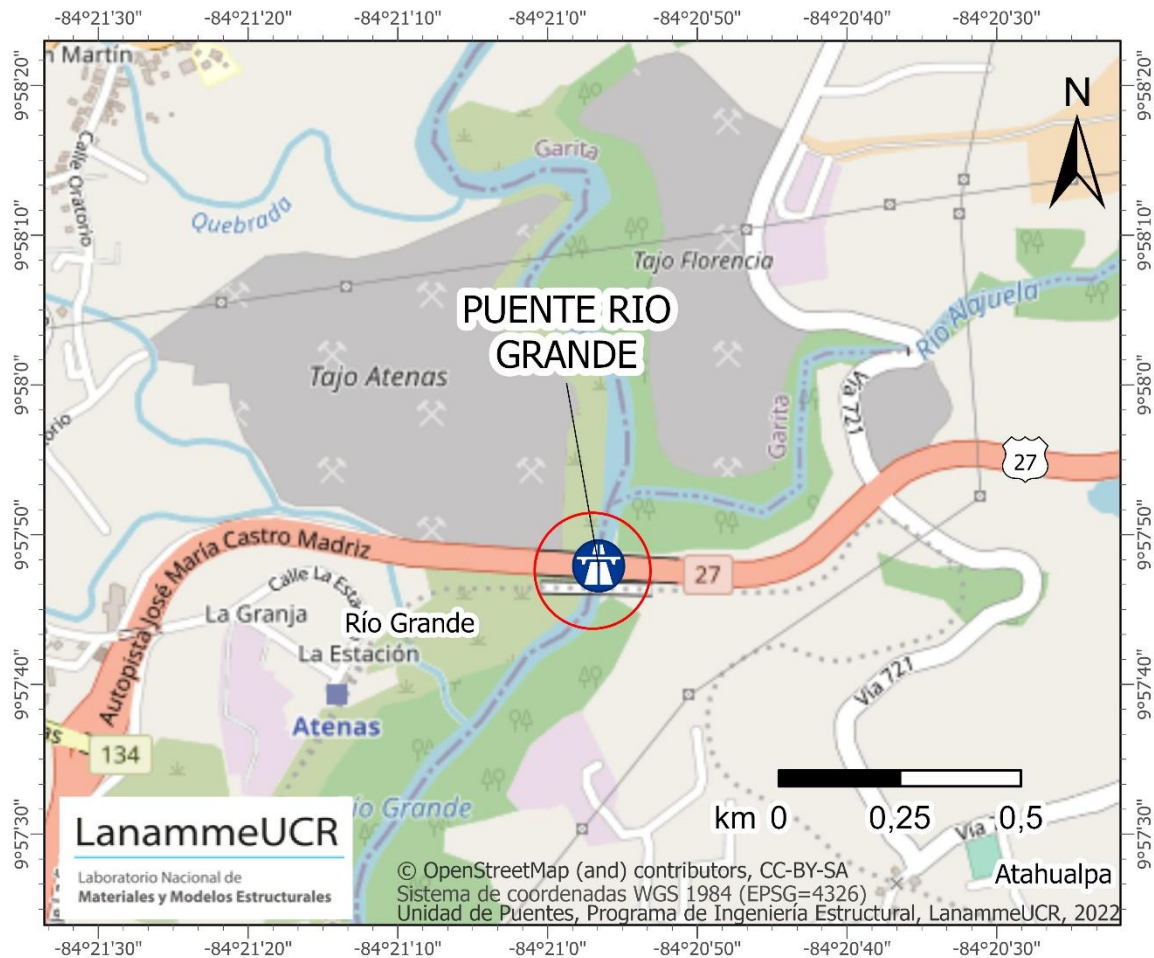 -84°21'30" -84°21'20" -84°21'10" -84°21'0" -84°20'50" -84°20'40" -84°20'30"
9°58'20"
9°58'20"
n Martín
N
Calle Oratorio
Garita
Quebrada
9°58'10"
9°58'10"
Tajo Florencia
PUENTE RIO
GRANDE
Río Alajuela
Tajo Atenas
9°58'0"
9°58'0"
orio
Garita
Vía 721
27
9°57'50"
9°57'50"
Autopista José María Castro Madriz
27
Calle La Esta
La Granja
Río Grande
La Estación
9°57'40"
9°57'40"
Vía 721
Atenas
as
134
km 0 0,25 0,5
ío Grande
9°57'30"
9°57'30"
LanammeUCR
Laboratorio Nacional de
Materiales y Modelos Estructurales
Vía
Atahualpa
© OpenStreetMap (and) contributors, CC-BY-SA
Sistema de coordenadas WGS 1984 (EPSG=4326)
Unidad de Puentes, Programa de Ingeniería Estructural, LanammeUCR, 2022
-84°21'30" -84°21'20" -84°21'10" -84°21'0" -84°20'50" -84°20'40" -84°20'30"